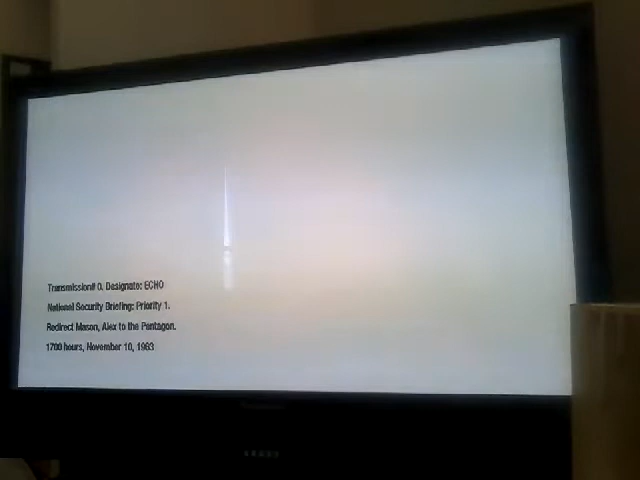 Transmission# 0. Designate: ECHO
National Security Briefing: Priority 1.
Redirect Mason, Alex to the Pentagon.
1700 hours, November 10, 1963